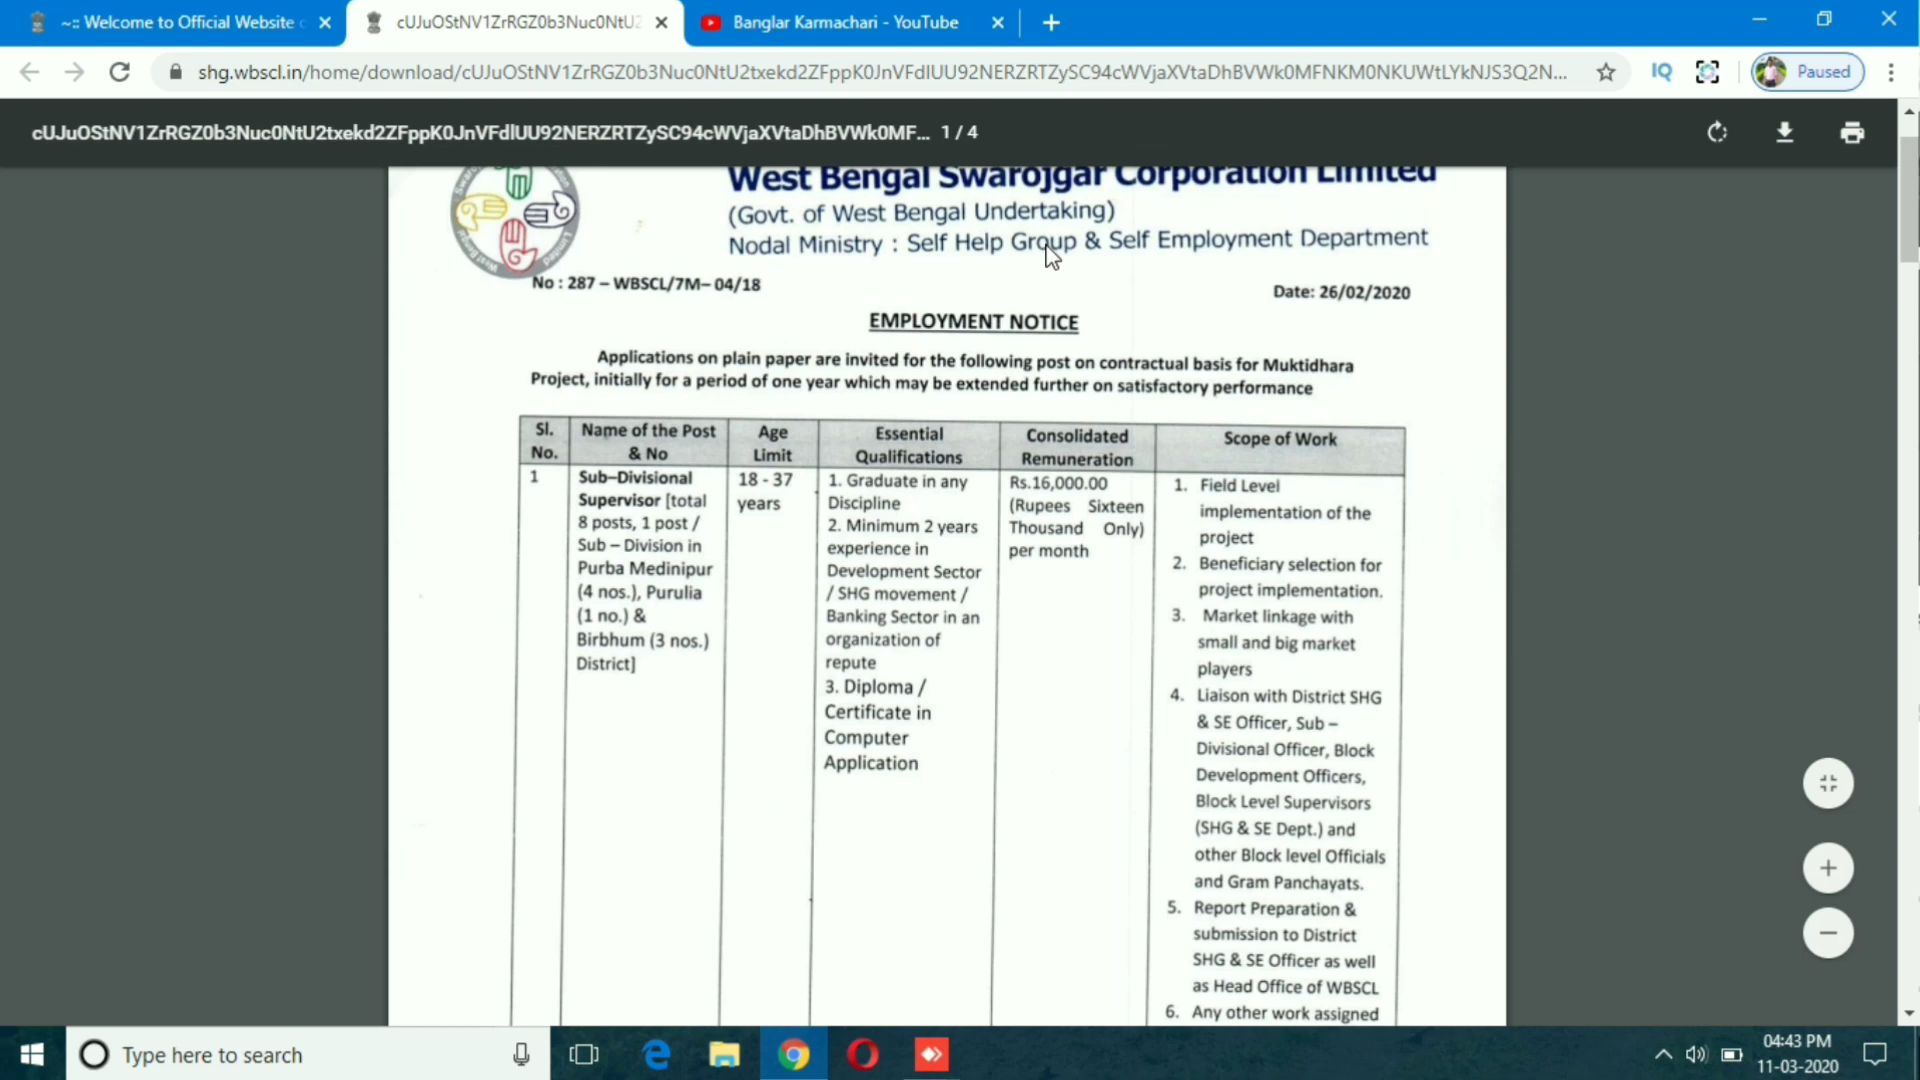 ~:: Welcome to Official Website
cUJuOStNV1ZrRGZ0b3Nuc0NtU2
Banglar Karmachari - YouTube
shg.wbscl.in/home/download/cUJuOStNV1ZrRGZ0b3Nuc0NtU2txekd2ZFppK0JnVFdlUU92NERZRTZySC94cWVjaXVtaDhBVWk0MFNKM0NKUWtLYkNJS3Q2N...
IQ
Paused
cUJuOStNV1ZrRGZ0b3Nuc0NtU2txekd2ZFppK0JnVFdlUU92NERZRTZySC94cWVjaXVtaDhBVWk0MF... 1 / 4
West Bengal Swarojgar Corporation Limited
(Govt. of West Bengal Undertaking)
Nodal Ministry : Self Help Group & Self Employment Department
No : 287 – WBSCL/7M– 04/18
Date: 26/02/2020
EMPLOYMENT NOTICE
Applications on plain paper are invited for the following post on contractual basis for Muktidhara
Project, initially for a period of one year which may be extended further on satisfactory performance
Sl.
No.
Name of the Post
& No
Age
Limit
Essential
Qualifications
Consolidated
Remuneration
Scope of Work
1
Sub–Divisional
Supervisor [total
8 posts, 1 post /
Sub – Division in
Purba Medinipur
(4 nos.), Purulia
(1 no.) &
Birbhum (3 nos.)
District]
18 - 37
years
1. Graduate in any
Discipline
2. Minimum 2 years
experience in
Development Sector
/ SHG movement /
Banking Sector in an
organization of
repute
3. Diploma /
Certificate in
Computer
Application
Rs.16,000.00
(Rupees Sixteen
Thousand Only)
per month
1. Field Level
implementation of the
project
2. Beneficiary selection for
project implementation.
3. Market linkage with
small and big market
players
4. Liaison with District SHG
& SE Officer, Sub –
Divisional Officer, Block
Development Officers,
Block Level Supervisors
(SHG & SE Dept.) and
other Block level Officials
and Gram Panchayats.
5. Report Preparation &
submission to District
SHG & SE Officer as well
as Head Office of WBSCL
6. Any other work assigned
Type here to search
04:43 PM
11-03-2020